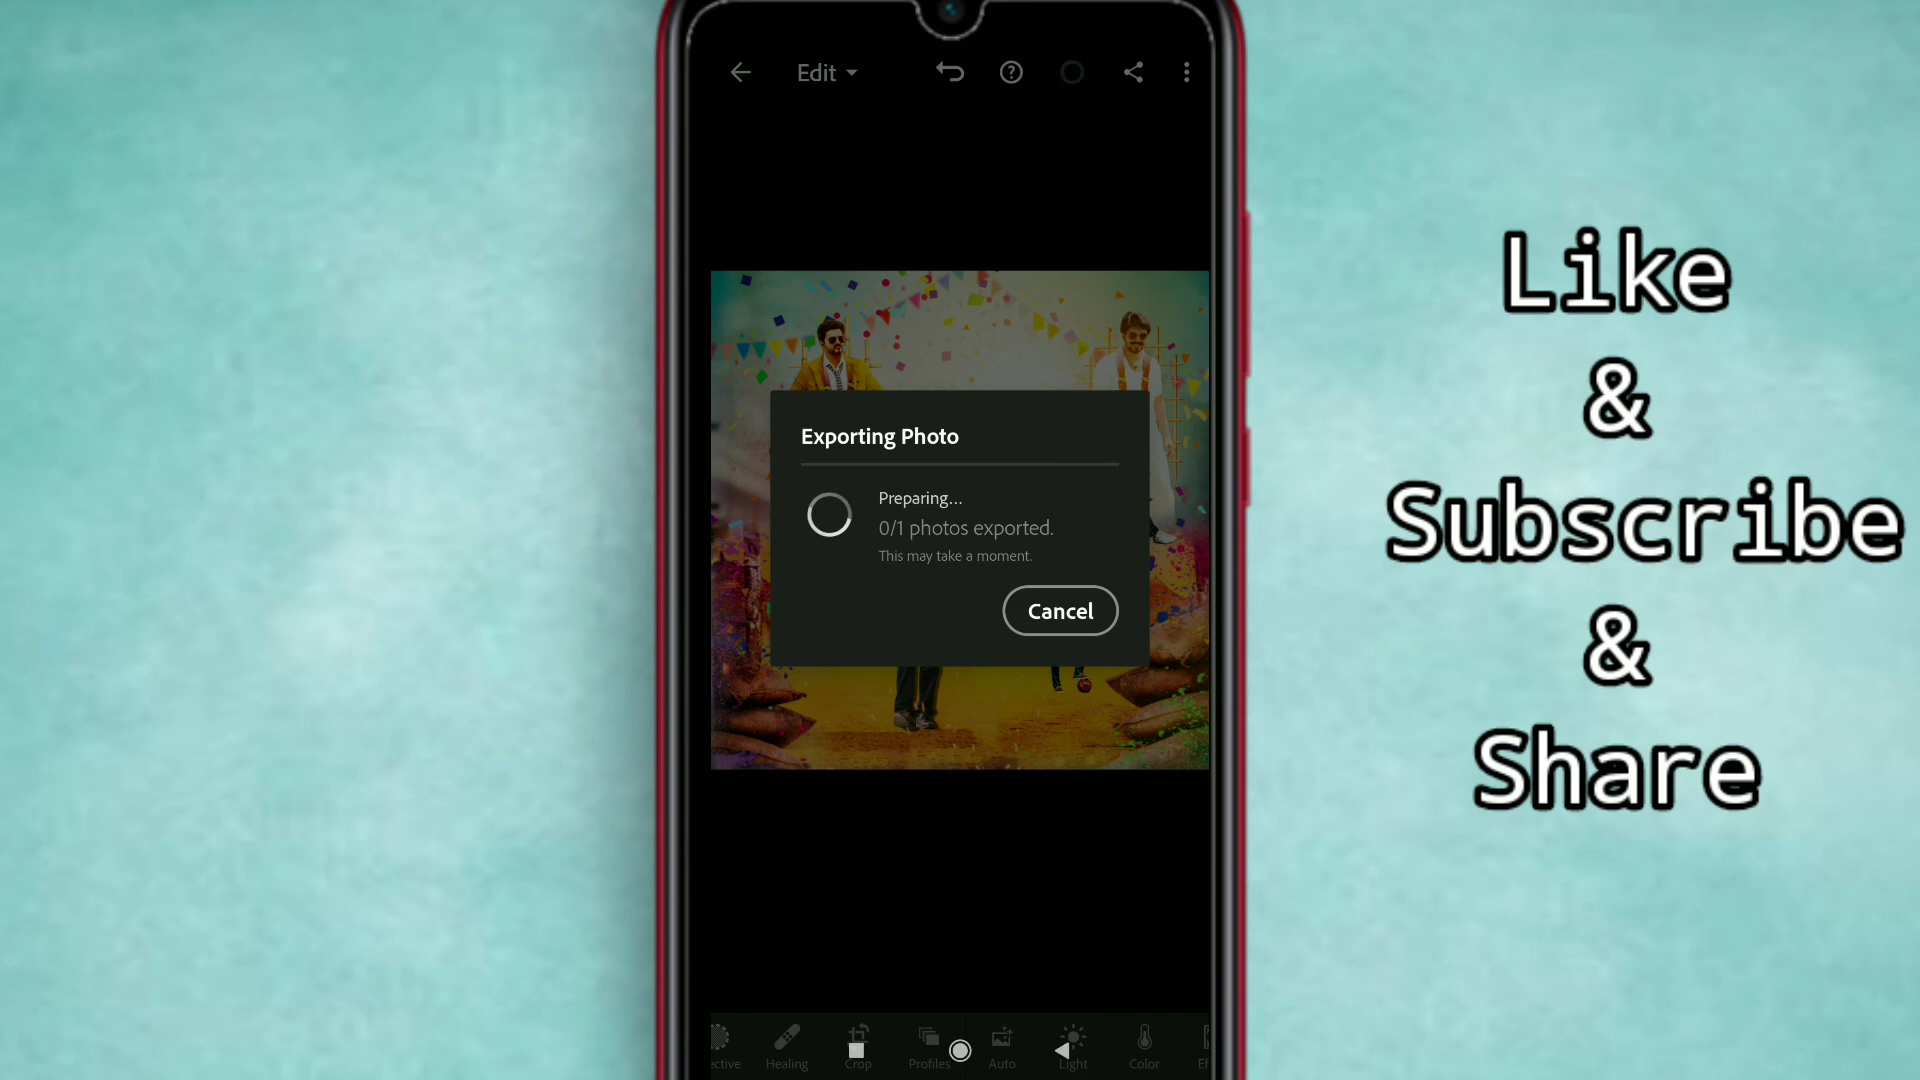 Edit
Exporting Photo
Preparing...
0/1 photos exported.
This may take a moment.
Cancel
ective
Healing
Crop
Profiles
Auto
Light
Color
Ef
Like
&
Subscribe
&
Share